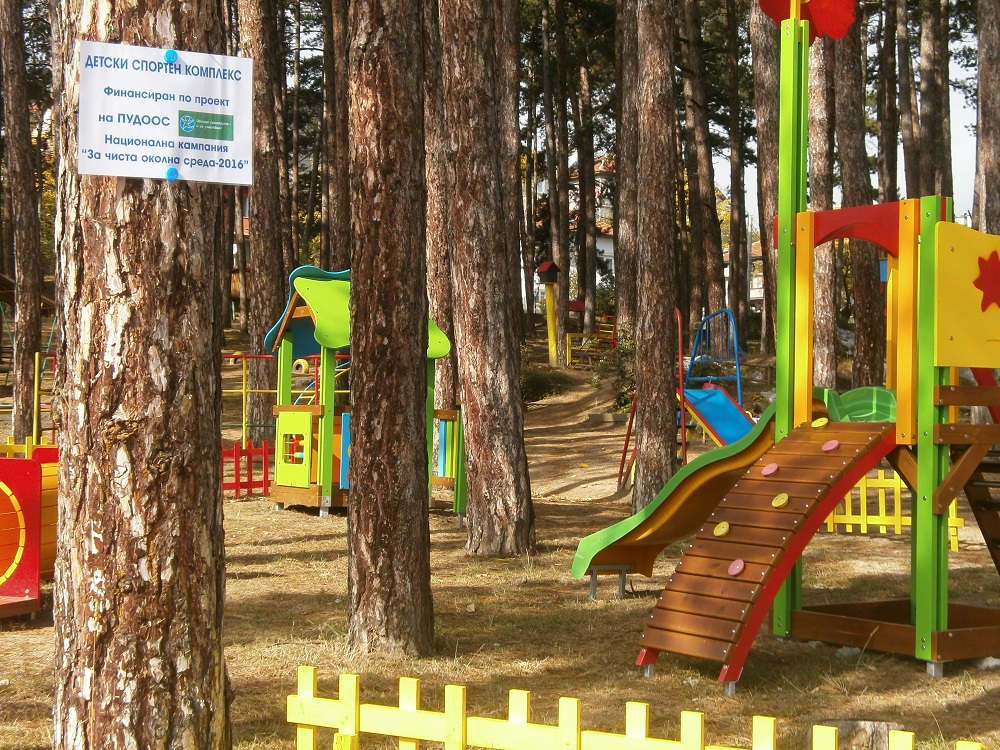 ДЕТСКИ СПОРТЕН КОМПЛЕКС
Финансиран по проект
на ПУДООС
Национална кампания
"За чиста околна среда-2016"